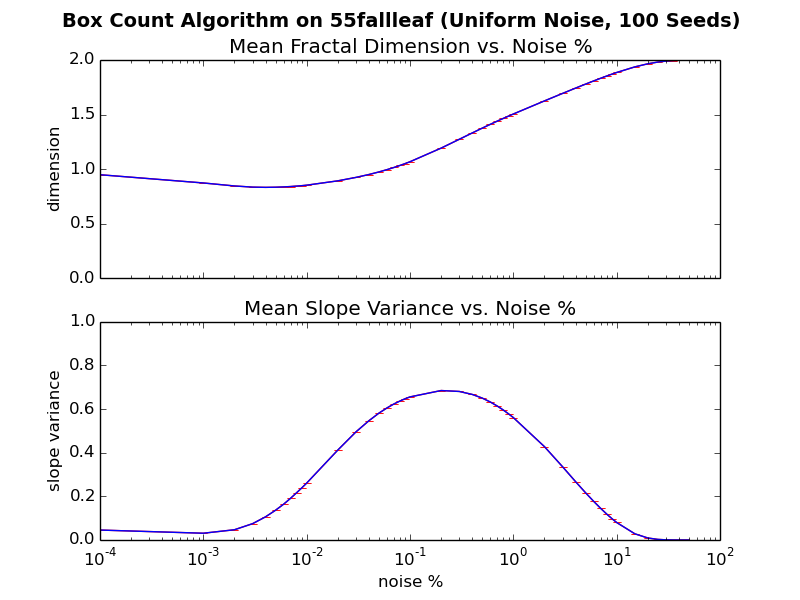 Box Count Algorithm on 55fallleaf (Uniform Noise, 100 Seeds)
Mean Fractal Dimension vs. Noise %
2.0
1.5
1.0
0.5
0.0
dimension
Mean Slope Variance vs. Noise %
1.0
0.8
0.6
0.4
0.2
0.0
slope variance
10^-4 10^-3 10^-2 10^-1 10^0 10^1 10^2
noise %